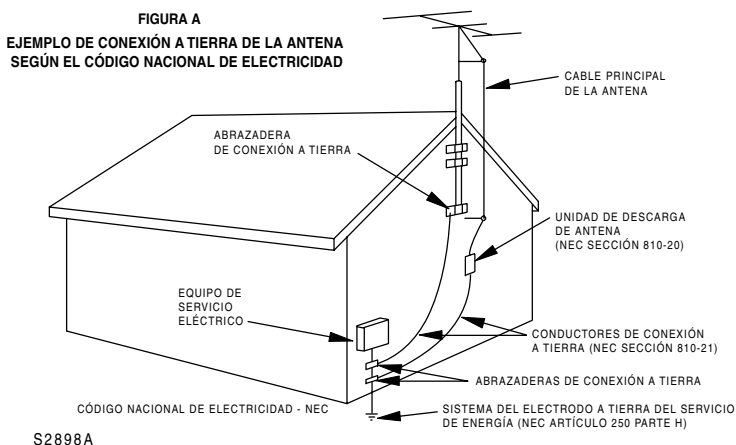 FIGURA A
EJEMPLO DE CONEXIÓN A TIERRA DE LA ANTENA
SEGÚN EL CÓDIGO NACIONAL DE ELECTRICIDAD
CABLE PRINCIPAL
DE LA ANTENA
ABRAZADERA
DE CONEXIÓN A TIERRA
UNIDAD DE DESCARGA
DE ANTENA
(NEC SECCIÓN 810-20)
EQUIPO DE
SERVICIO
ELÉCTRICO
CONDUCTORES DE CONEXIÓN
A TIERRA (NEC SECCIÓN 810-21)
ABRAZADERAS DE CONEXIÓN A TIERRA
CÓDIGO NACIONAL DE ELECTRICIDAD - NEC
SISTEMA DEL ELECTRODO A TIERRA DEL SERVICIO
DE ENERGÍA (NEC ARTÍCULO 250 PARTE H)
S2898A